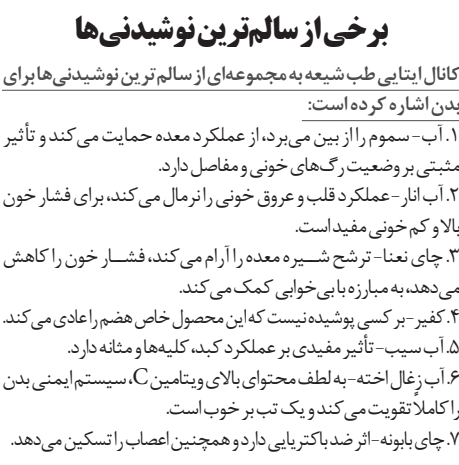 برخی از سالم‌ترین نوشیدنی‌ها
کانال ایتایی طب شیعه به مجموعه‌ای از سالم ترین نوشیدنی‌ها برای
بدن اشاره کرده است:
۱. آب- سموم را از بین می‌برد، از عملکرد معده حمایت می‌کند و تأثیر
مثبتی بر وضعیت رگ‌های خونی و مفاصل دارد.
۲. آب انار- عملکرد قلب و عروق خونی را نرمال می‌کند، برای فشار خون
بالا و کم خونی مفید است.
۳. چای نعنا- ترشح شیره معده را آرام می‌کند، فشار خون را کاهش
می‌دهد، به مبارزه با بی‌خوابی کمک می‌کند.
۴. کفیر- بر کسی پوشیده نیست که این محصول خاص هضم را عادی می‌کند.
۵. آب سیب- تأثیر مفیدی بر عملکرد کبد، کلیه‌ها و مثانه دارد.
۶. آب زغال اخته- به لطف محتوای بالای ویتامین C، سیستم ایمنی بدن
را کاملاً تقویت می‌کند و یک تب بر خوب است.
۷. چای بابونه- اثر ضد باکتریایی دارد و همچنین اعصاب را تسکین می‌دهد.